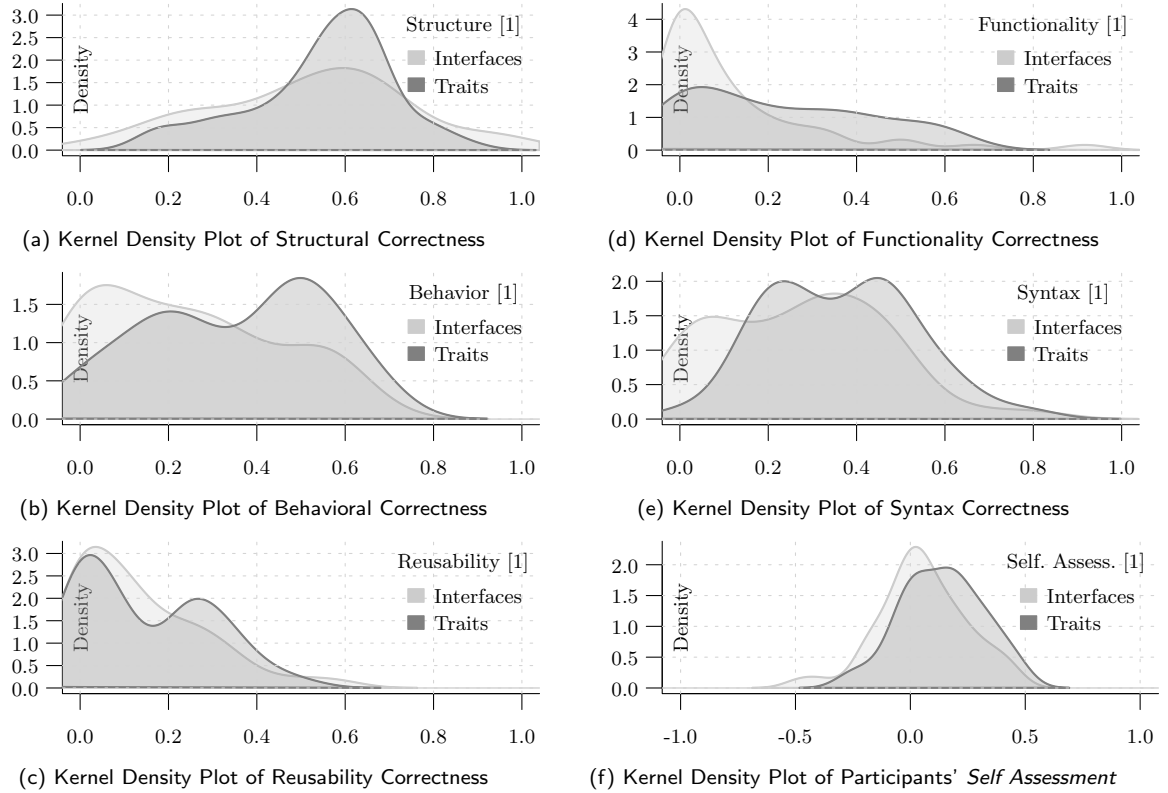 3.0
2.5
2.0
1.5
1.0
0.5
0.0
Density
Structure [1]
Interfaces
Traits
0.0 0.2 0.4 0.6 0.8 1.0
(a) Kernel Density Plot of Structural Correctness
4
3
2
1
0
Density
Functionality [1]
Interfaces
Traits
0.0 0.2 0.4 0.6 0.8 1.0
(d) Kernel Density Plot of Functionality Correctness
1.5
1.0
0.5
0.0
Density
Behavior [1]
Interfaces
Traits
0.0 0.2 0.4 0.6 0.8 1.0
(b) Kernel Density Plot of Behavioral Correctness
2.0
1.5
1.0
0.5
0.0
Density
Syntax [1]
Interfaces
Traits
0.0 0.2 0.4 0.6 0.8 1.0
(e) Kernel Density Plot of Syntax Correctness
3.0
2.5
2.0
1.5
1.0
0.5
0.0
Density
Reusability [1]
Interfaces
Traits
0.0 0.2 0.4 0.6 0.8 1.0
(c) Kernel Density Plot of Reusability Correctness
2.0
1.5
1.0
0.5
0.0
Density
Self. Assess. [1]
Interfaces
Traits
-1.0 -0.5 0.0 0.5 1.0
(f) Kernel Density Plot of Participants' Self Assessment